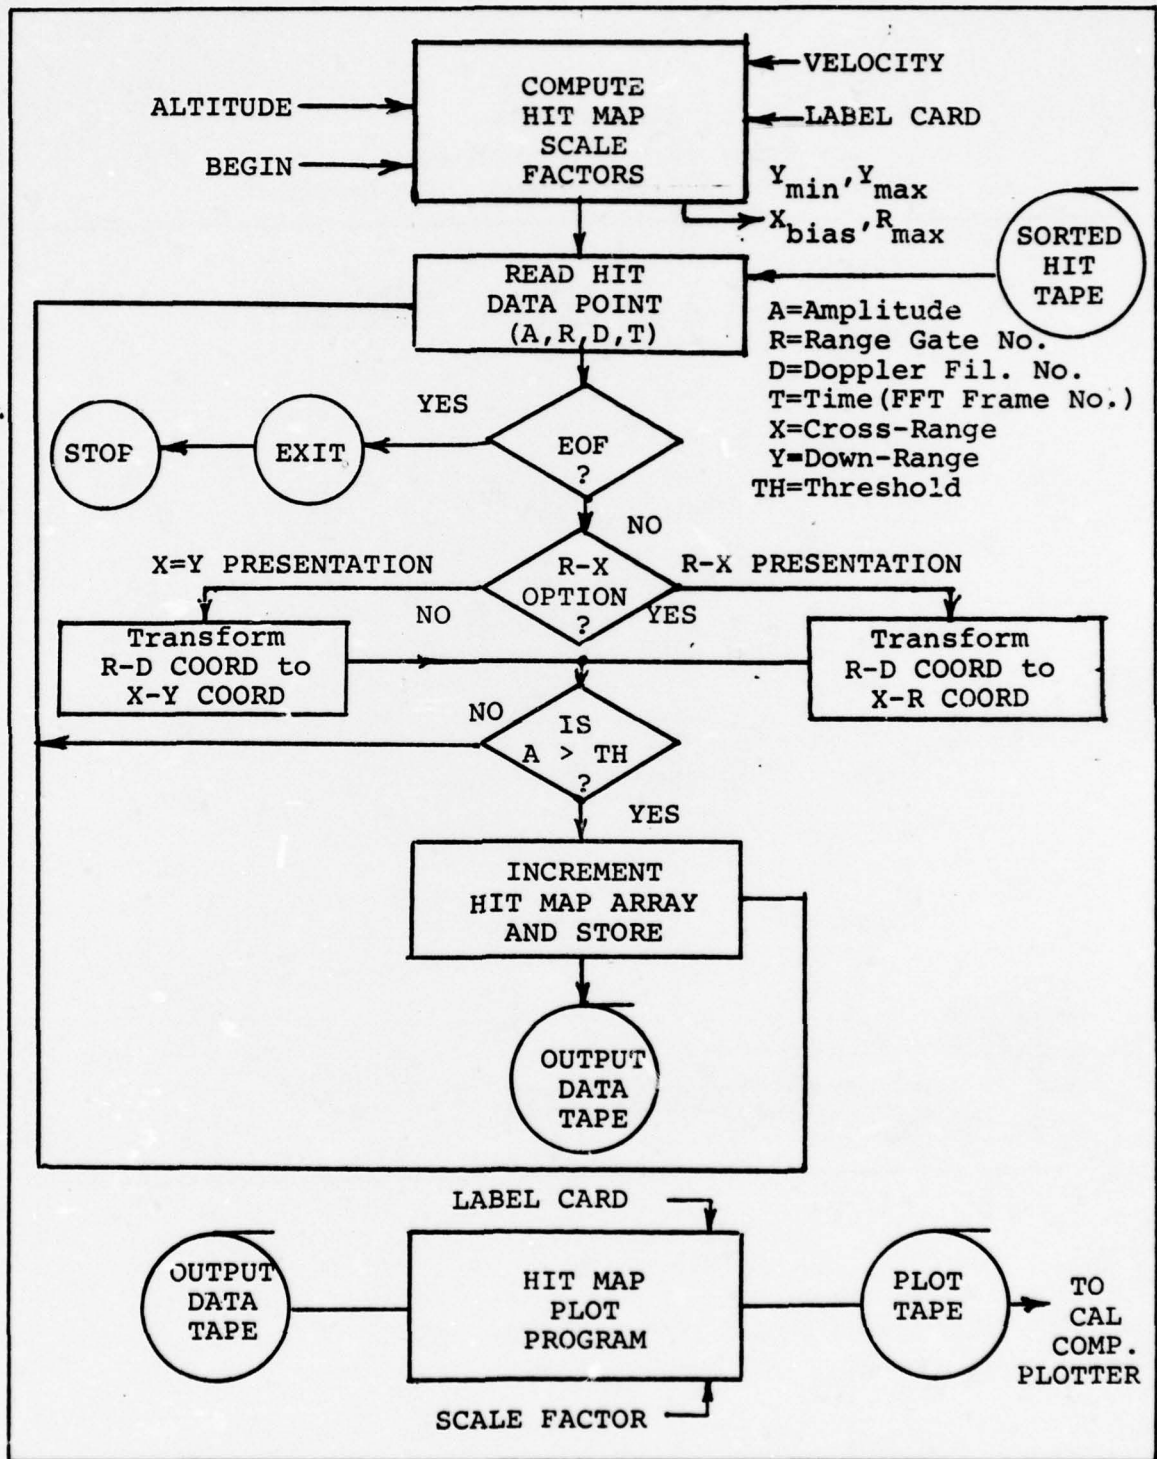 COMPUTE
HIT MAP
SCALE
FACTORS
VELOCITY
LABEL CARD
ALTITUDE
BEGIN
Ymin,Ymax
Xbias,Rmax
SORTED
HIT
TAPE
READ HIT
DATA POINT
(A,R,D,T)
A=Amplitude
R=Range Gate No.
D=Doppler Fil. No.
T=Time(FFT Frame No.)
X=Cross-Range
Y=Down-Range
TH=Threshold
YES
STOP
EXIT
EOF
?
NO
X=Y PRESENTATION
R-X
OPTION
?
R-X PRESENTATION
NO
YES
Transform
R-D COORD to
X-Y COORD
Transform
R-D COORD to
X-R COORD
NO
IS
A > TH
?
YES
INCREMENT
HIT MAP ARRAY
AND STORE
OUTPUT
DATA
TAPE
LABEL CARD
OUTPUT
DATA
TAPE
HIT MAP
PLOT
PROGRAM
PLOT
TAPE
TO
CAL
COMP.
PLOTTER
SCALE FACTOR